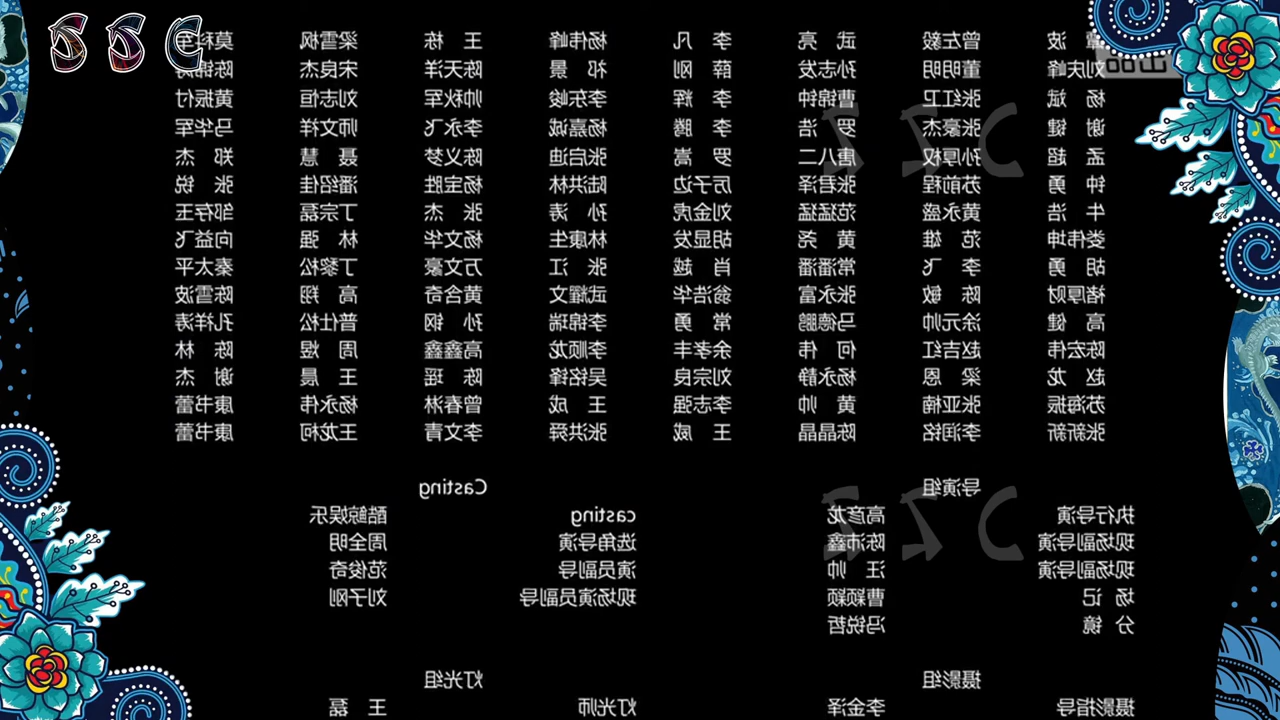 SSC
波 曾左毅 武 亮 李 凡 杨伟峰 王 栋 梁雪枫
刘庆峰 董明明 孙志发 薛 刚 祁 景 陈天洋 宋良杰
杨 斌 张红卫 曹锦钟 李 辉 李东峻 帅秋军 刘志恒 黄振付
谢 键 张豪杰 罗 浩 李 腾 杨嘉诚 李永飞 师文祥 马华军
孟 超 孙厚权 唐八二 罗 嵩 张启迪 陈义梦 聂 慧 郑 杰
钟 勇 苏前程 张君泽 厉子边 陆洪林 杨宝胜 潘绍佳 张 锐
牛 浩 黄永盛 范猛猛 刘金虎 孙 涛 张 杰 丁宗磊 邹存玉
娄伟坤 范 雄 黄 尧 胡显发 林康生 杨文华 林 强 向益飞
胡 勇 李 飞 常潘潘 肖 越 张 江 万文豪 丁黎松 秦太平
褚厚财 陈 敏 张永富 翁浩华 武耀文 黄含奇 高 翔 陈雪波
高 健 涂元帅 马德鹏 常 勇 李锦瑞 孙 钢 普仕松 孔祥涛
陈宏伟 赵吉红 何 伟 余孝丰 李顺龙 高鑫鑫 周 煜 陈 林
赵 龙 梁 恩 杨永静 刘宗良 吴铭锋 陈 瑶 王 晨 谢 杰
苏海振 张亚楠 黄 帅 李志强 王 成 曾春淋 杨永伟 康书蕾
张新新 李润铭 陈晶晶 王 威 张洪舜 李文青 王龙柯 康书蕾
导演组 Casting
执行导演 高彦龙 casting 酷鲸娱乐
现场副导演 陈沛鑫 选角导演 周全明
现场副导演 汪 帅 演员副导 范俊奇
场 记 曹颖颖 现场演员副导 刘子刚
分 镜 冯锐哲
摄影组 灯光组
摄影指导 李金泽 灯光师 王 磊
SSC
SSC